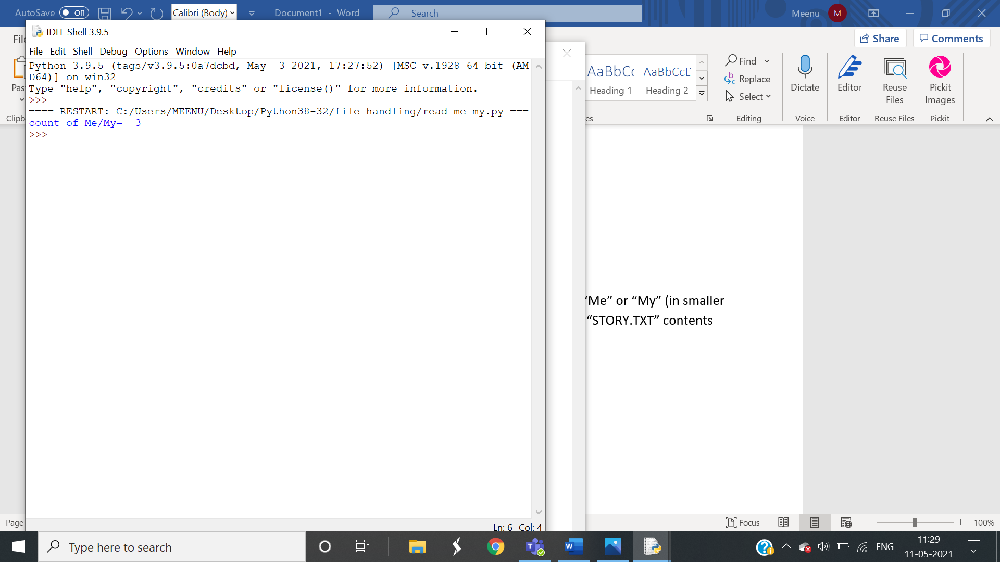 AutoSave Off Calibri (Body) Document1 - Word Search Meenu M
IDLE Shell 3.9.5
File Edit Shell Debug Options Window Help
Python 3.9.5 (tags/v3.9.5:0a7dcbd, May  3 2021, 17:27:52) [MSC v.1928 64 bit (AM
D64)] on win32
Type "help", "copyright", "credits" or "license()" for more information.
>>>
==== RESTART: C:/Users/MEENU/Desktop/Python38-32/file handling/read me my.py ===
count of Me/My=  3
>>>
Ln: 6 Col: 4
Share Comments
AaBbCc AaBbCcD
Heading 1 Heading 2
Find
Replace
Select
Editing
Dictate
Voice
Editor
Editor
Reuse
Files
Reuse Files
Pickit
Images
Pickit
“Me” or “My” (in smaller
“STORY.TXT” contents
Page
Focus 100%
Type here to search
ENG
11:29
11-05-2021